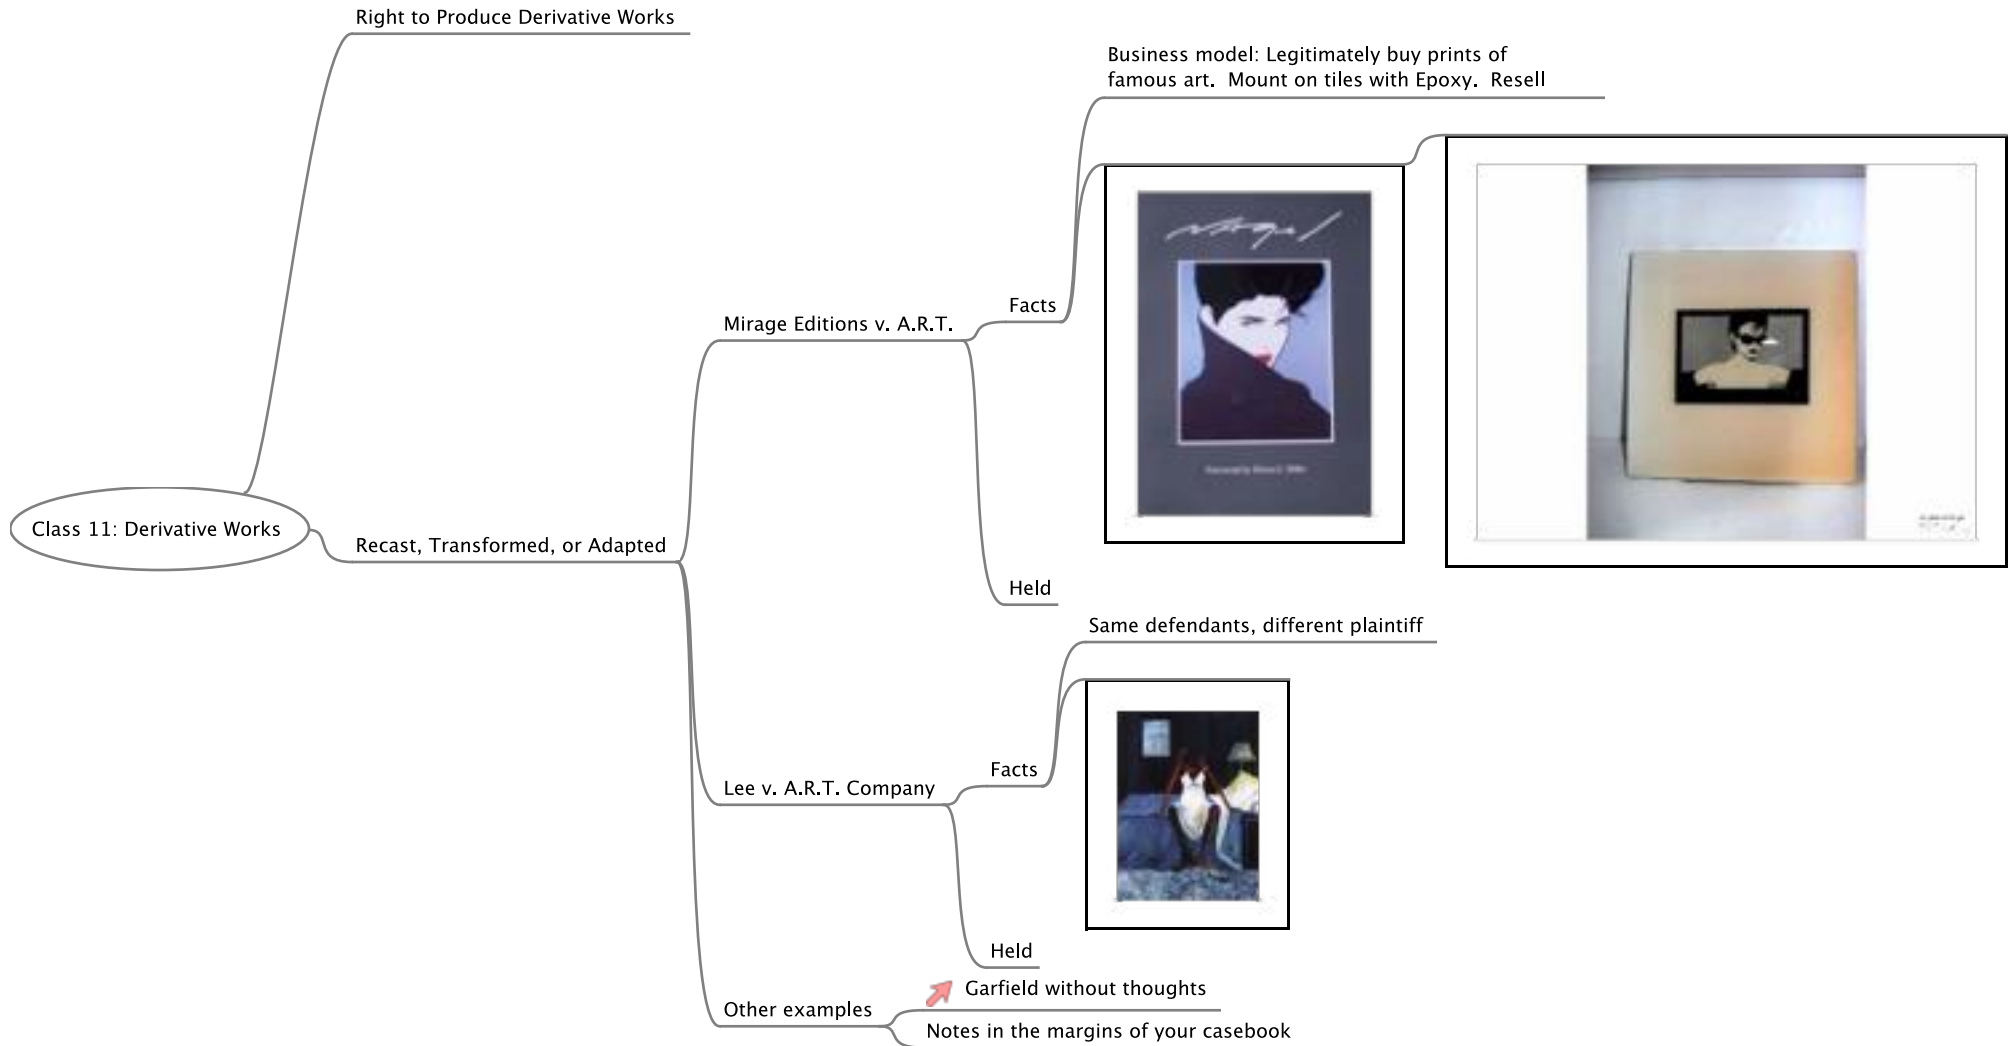 Right to Produce Derivative Works
Business model: Legitimately buy prints of
famous art.  Mount on tiles with Epoxy.  Resell
Facts
Mirage Editions v. A.R.T.
Class 11: Derivative Works
Recast, Transformed, or Adapted
Held
Same defendants, different plaintiff
Facts
Lee v. A.R.T. Company
Held
Garfield without thoughts
Other examples
Notes in the margins of your casebook